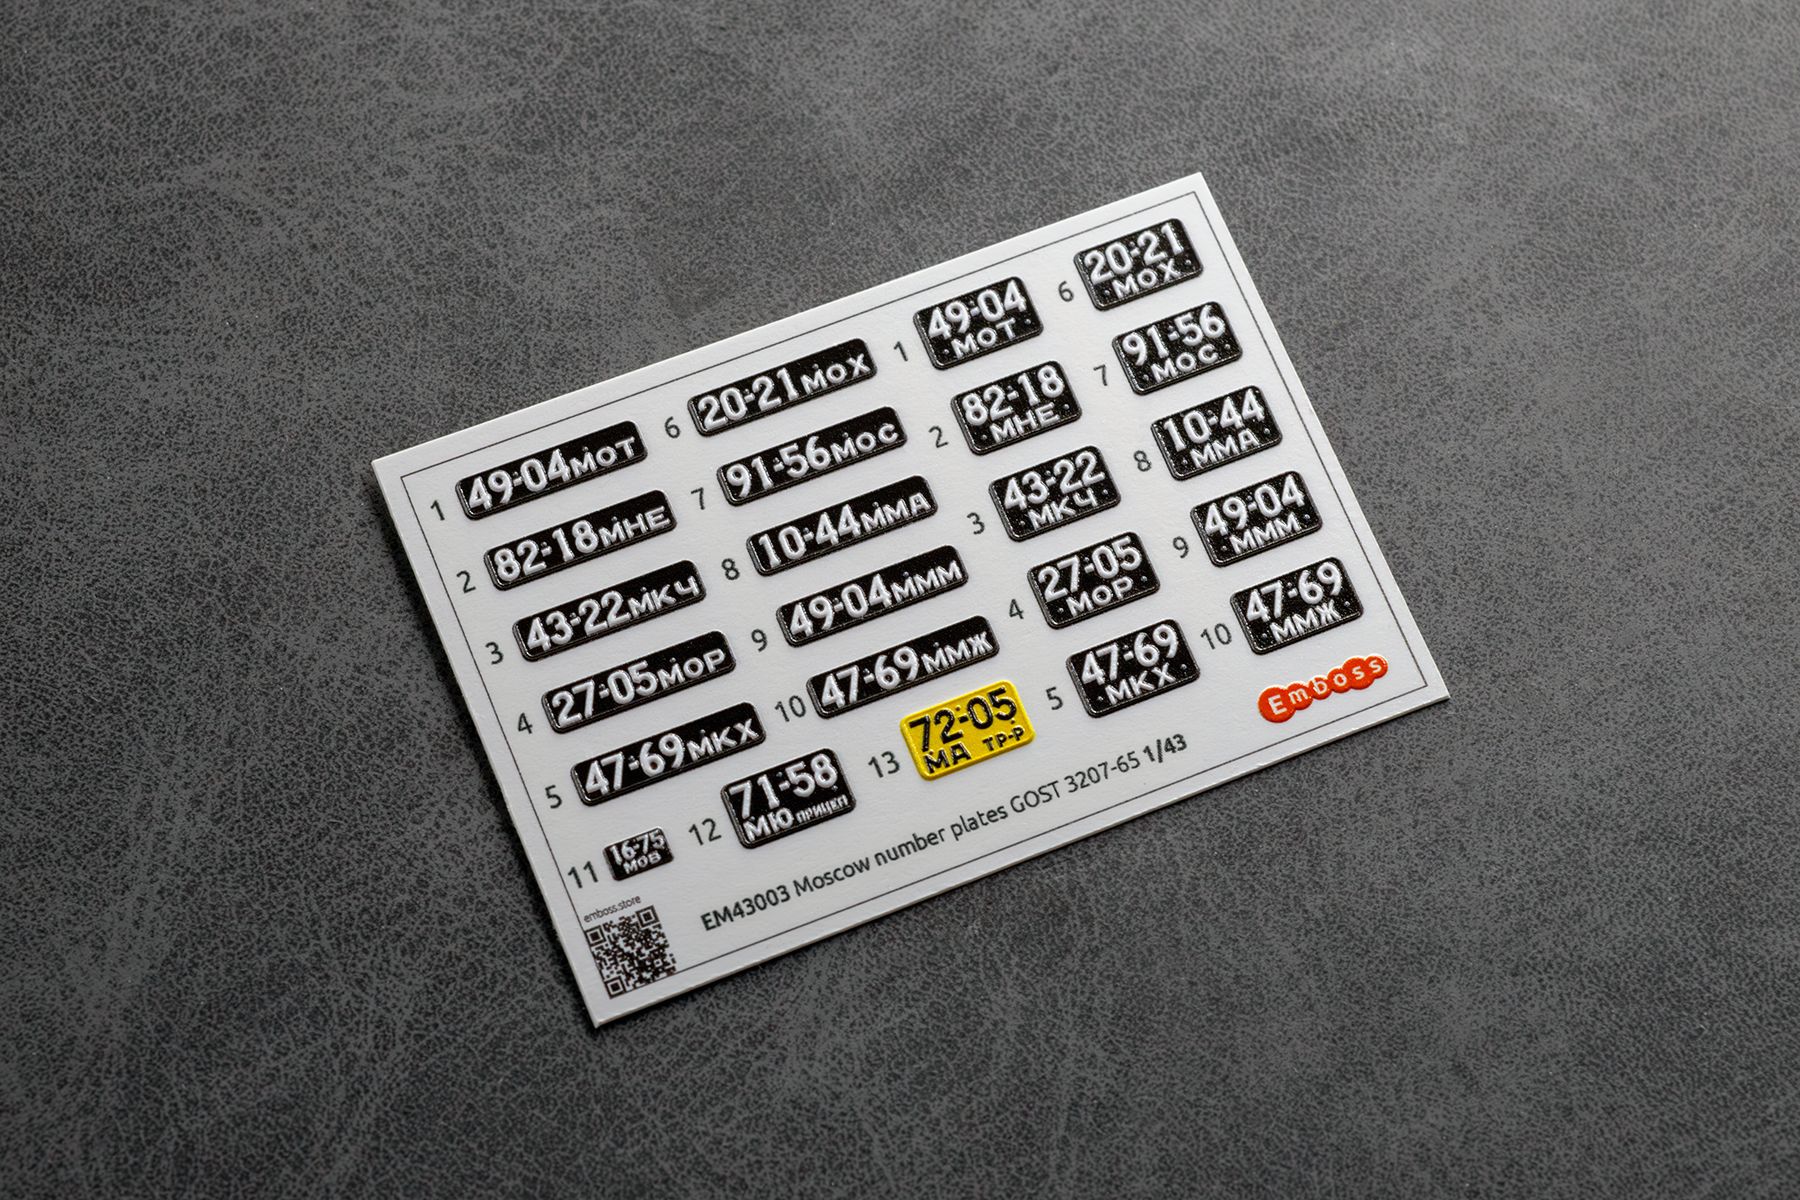 1 49-04 МОТ
2 82-18 МНЕ
3 43-22 МКЧ
4 27-05 МОР
5 47-69 МКХ
6 20-21 МОХ
7 91-56 МОС
8 10-44 ММА
9 49-04 МММ
10 47-69 ММЖ
1 49-04
МОТ
2 82-18
МНЕ
3 43-22
МКЧ
4 27-05
МОР
5 47-69
МКХ
6 20-21
МОХ
7 91-56
МОС
8 10-44
ММА
9 49-04
МММ
10 47-69
ММЖ
11 16-75
МОВ
12 71-58
МЮ ПРИЦЕП
13 72-05
МД ТР-Р
Emboss
emboss.store
EM43003 Moscow number plates GOST 3207-65 1/43